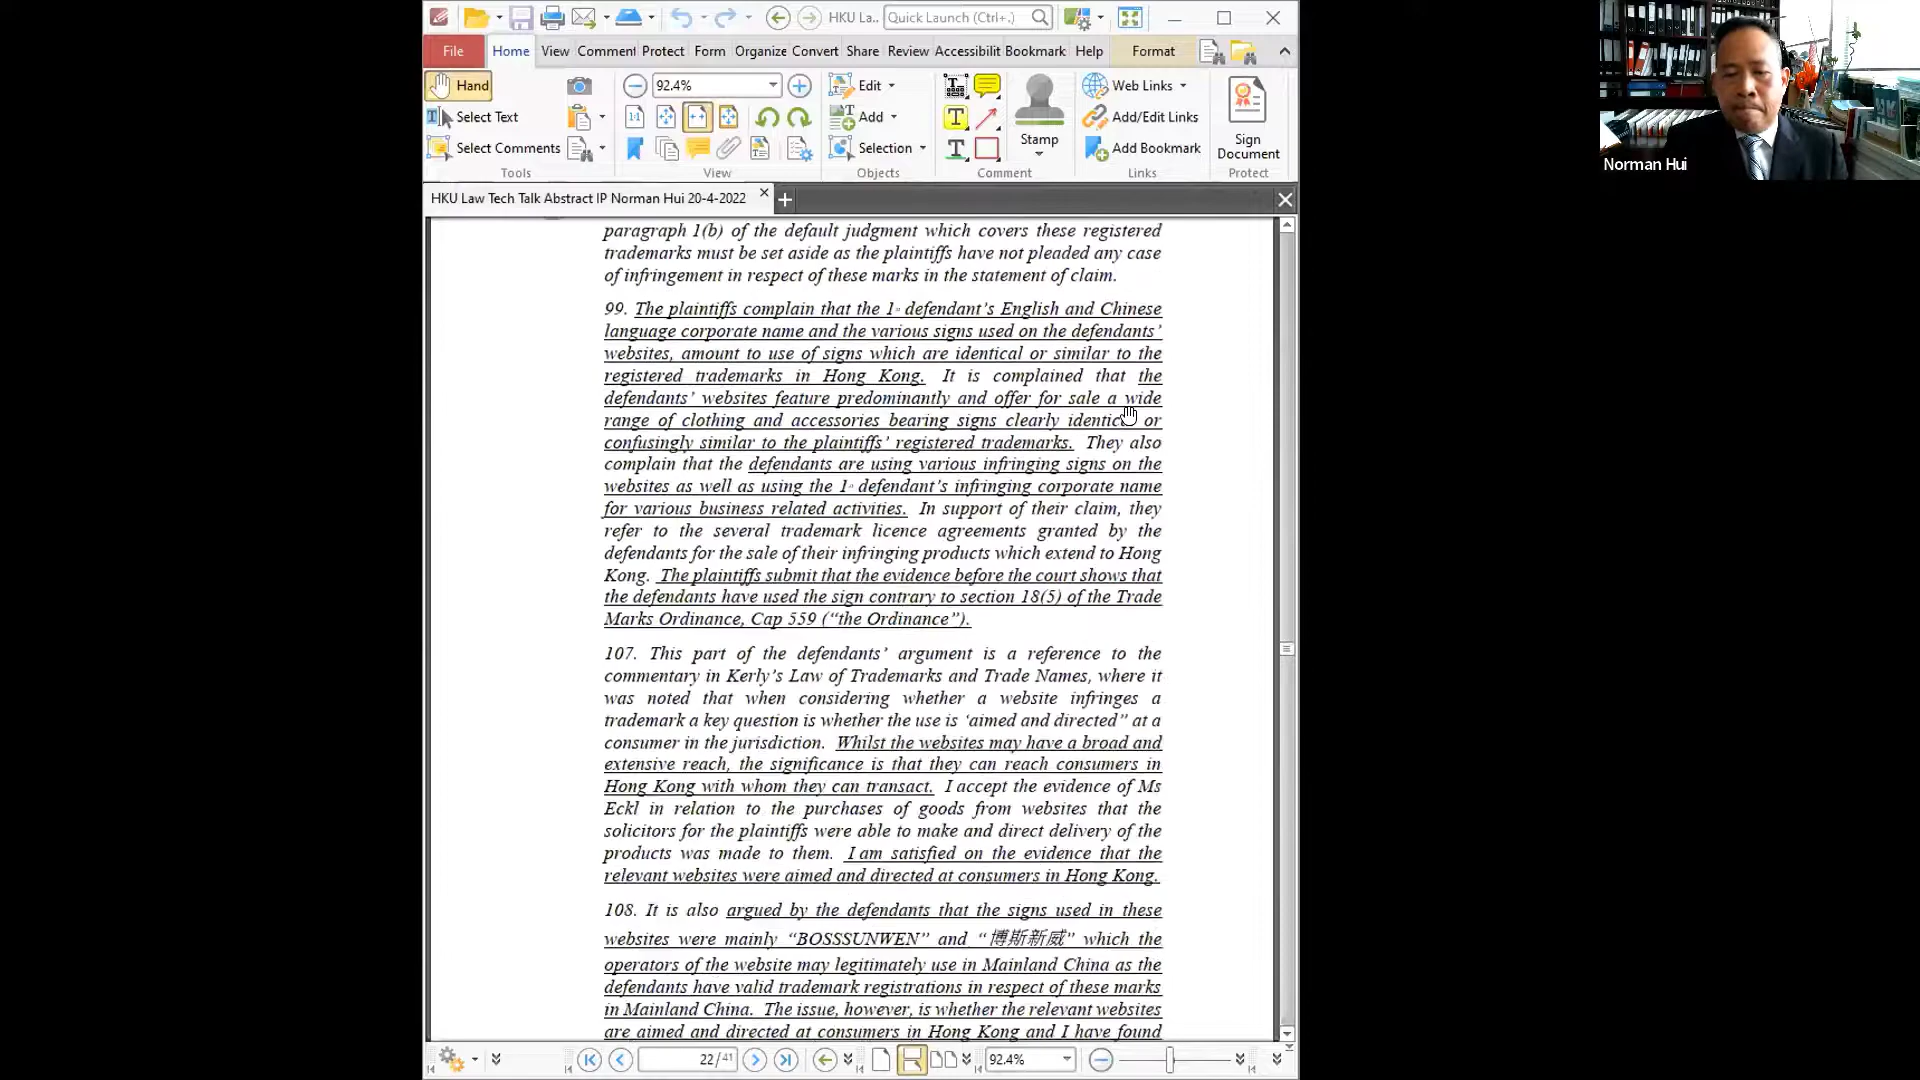 HKU La..
Quick Launch (Ctrl+.)
File
Home
View
Comment
Protect
Form
Organize
Convert
Share
Review
Accessibilit
Bookmark
Help
Format
Hand
Select Text
Select Comments
Tools
92.4%
View
Edit
Add
Selection
Objects
Stamp
Comment
Web Links
Add/Edit Links
Add Bookmark
Links
Sign
Document
Protect
Norman Hui
HKU Law Tech Talk Abstract IP Norman Hui 20-4-2022
paragraph 1(b) of the default judgment which covers these registered
trademarks must be set aside as the plaintiffs have not pleaded any case
of infringement in respect of these marks in the statement of claim.
99. The plaintiffs complain that the 1 defendant's English and Chinese
language corporate name and the various signs used on the defendants'
websites, amount to use of signs which are identical or similar to the
registered trademarks in Hong Kong. It is complained that the
defendants' websites feature predominantly and offer for sale a wide
range of clothing and accessories bearing signs clearly identical or
confusingly similar to the plaintiffs' registered trademarks. They also
complain that the defendants are using various infringing signs on the
websites as well as using the 1 defendant's infringing corporate name
for various business related activities. In support of their claim, they
refer to the several trademark licence agreements granted by the
defendants for the sale of their infringing products which extend to Hong
Kong. The plaintiffs submit that the evidence before the court shows that
the defendants have used the sign contrary to section 18(5) of the Trade
Marks Ordinance, Cap 559 ("the Ordinance").
107. This part of the defendants' argument is a reference to the
commentary in Kerly's Law of Trademarks and Trade Names, where it
was noted that when considering whether a website infringes a
trademark a key question is whether the use is 'aimed and directed" at a
consumer in the jurisdiction. Whilst the websites may have a broad and
extensive reach, the significance is that they can reach consumers in
Hong Kong with whom they can transact. I accept the evidence of Ms
Eckl in relation to the purchases of goods from websites that the
solicitors for the plaintiffs were able to make and direct delivery of the
products was made to them. I am satisfied on the evidence that the
relevant websites were aimed and directed at consumers in Hong Kong.
108. It is also argued by the defendants that the signs used in these
websites were mainly "BOSSSUNWEN" and "博斯新威" which the
operators of the website may legitimately use in Mainland China as the
defendants have valid trademark registrations in respect of these marks
in Mainland China. The issue, however, is whether the relevant websites
are aimed and directed at consumers in Hong Kong and I have found
22/41
92.4%